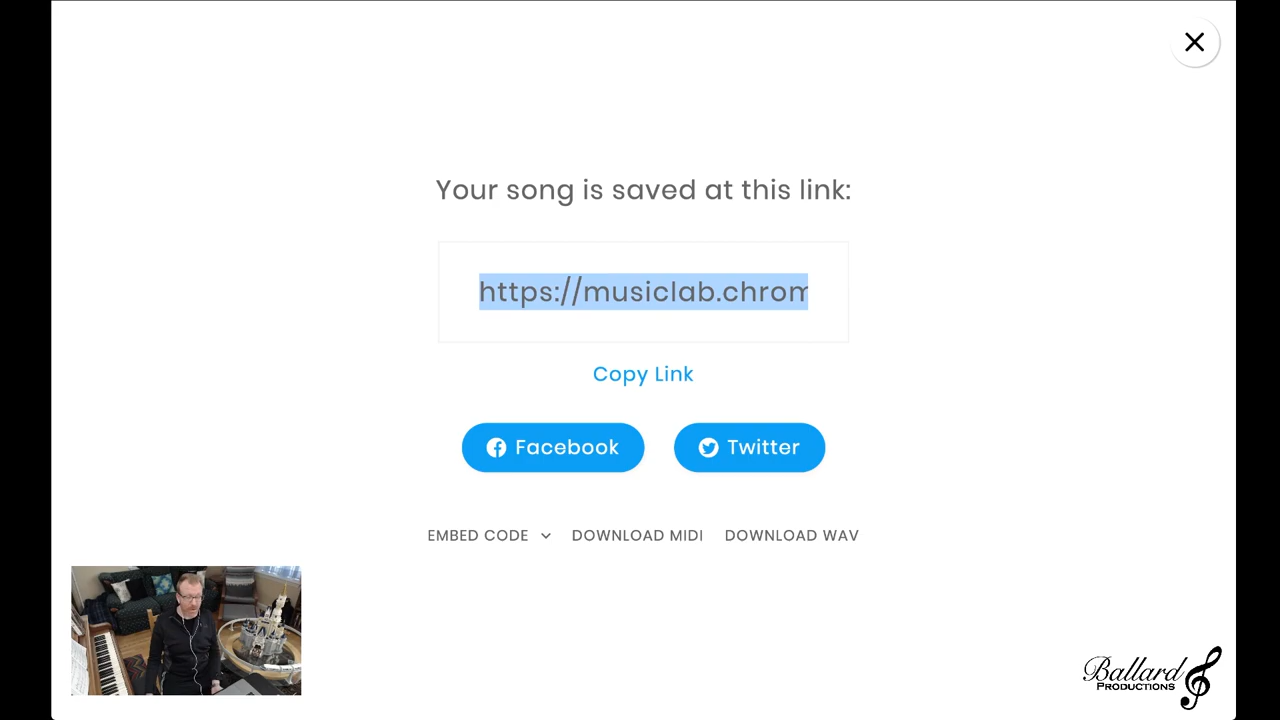 Your song is saved at this link:
https://musiclab.chrom
Copy Link
Facebook
Twitter
EMBED CODE
DOWNLOAD MIDI
DOWNLOAD WAV
Ballard
PRODUCTIONS